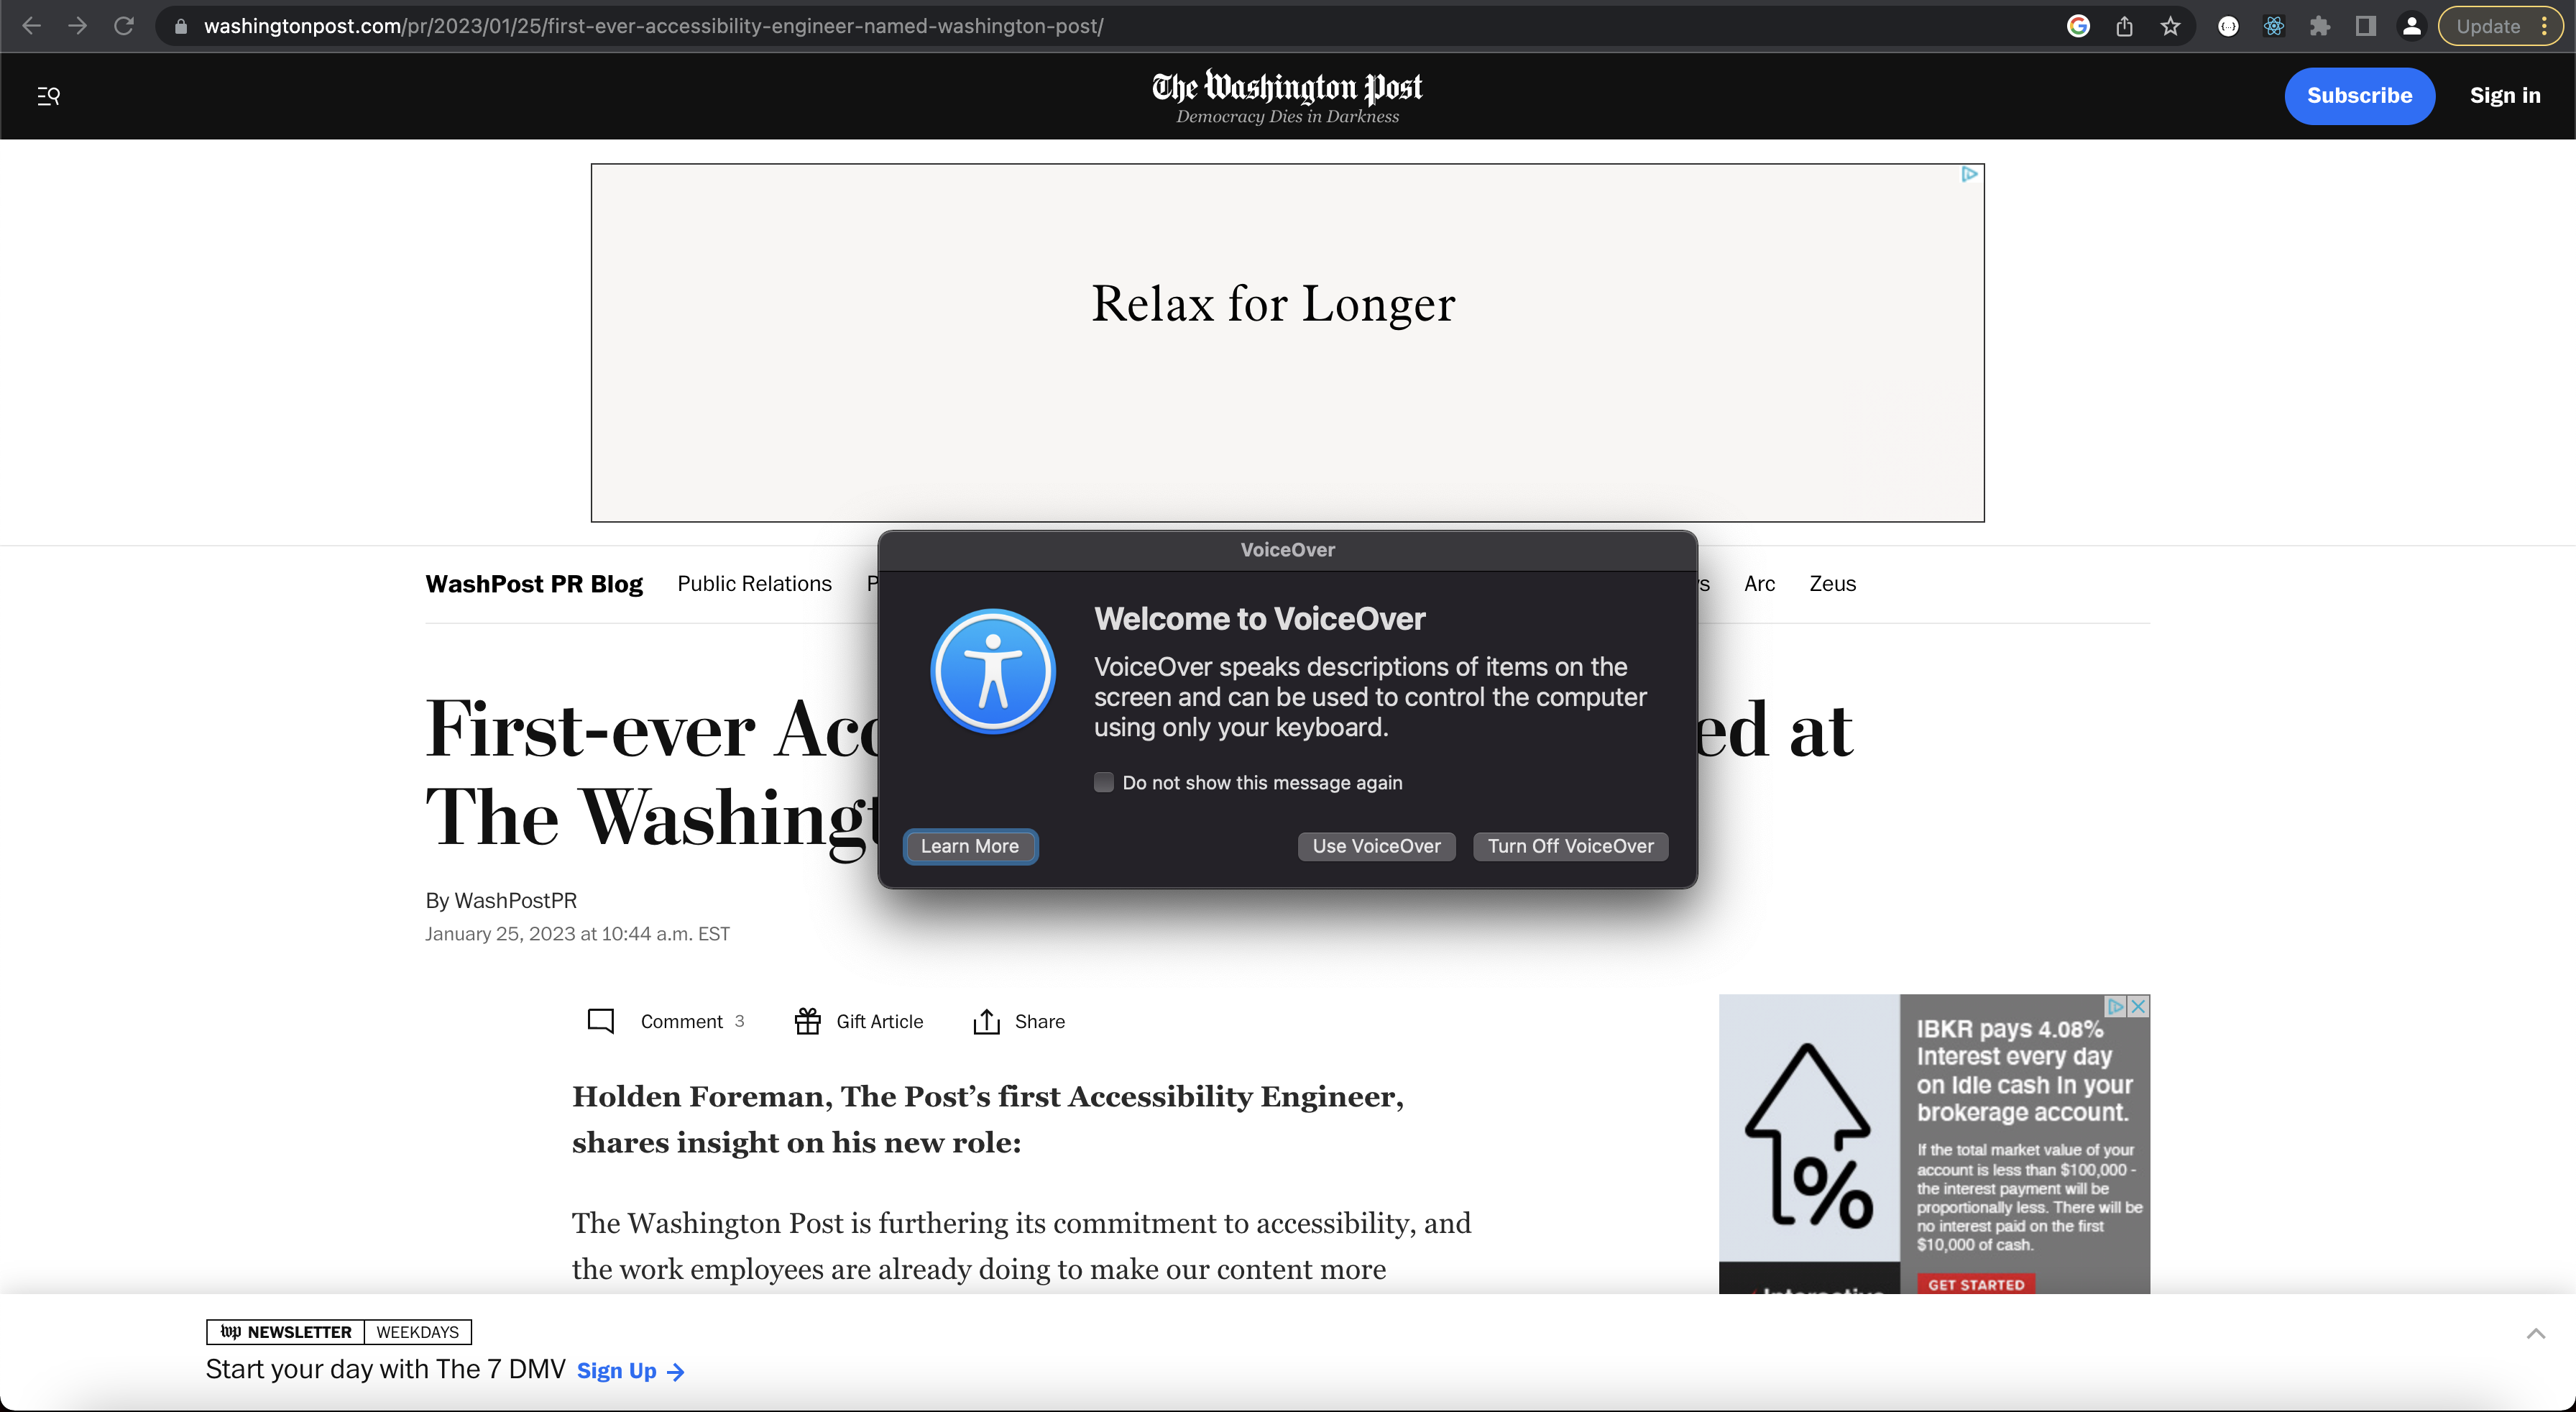 washingtonpost.com/pr/2023/01/25/first-ever-accessibility-engineer-named-washington-post/
Update
The Washington Post
Democracy Dies in Darkness
Subscribe
Sign in
Relax for Longer
WashPost PR Blog
Public Relations
Arc
Zeus
First-ever
ed at
The
By WashPostPR
January 25, 2023 at 10:44 a.m. EST
VoiceOver
Welcome to VoiceOver
VoiceOver speaks descriptions of items on the
screen and can be used to control the computer
using only your keyboard.
Do not show this message again
Learn More
Use VoiceOver
Turn Off VoiceOver
Comment 3
Gift Article
Share
Holden Foreman, The Post’s first Accessibility Engineer,
shares insight on his new role:
The Washington Post is furthering its commitment to accessibility, and
the work employees are already doing to make our content more
IBKR pays 4.08%
Interest every day
on Idle cash In your
brokerage account.
If the total market value of your
account is less than $100,000 -
the interest payment will be
proportionally less. There will be
no interest paid on the first
$10,000 of cash.
GET STARTED
%
wp NEWSLETTER
WEEKDAYS
Start your day with The 7 DMV
Sign Up →